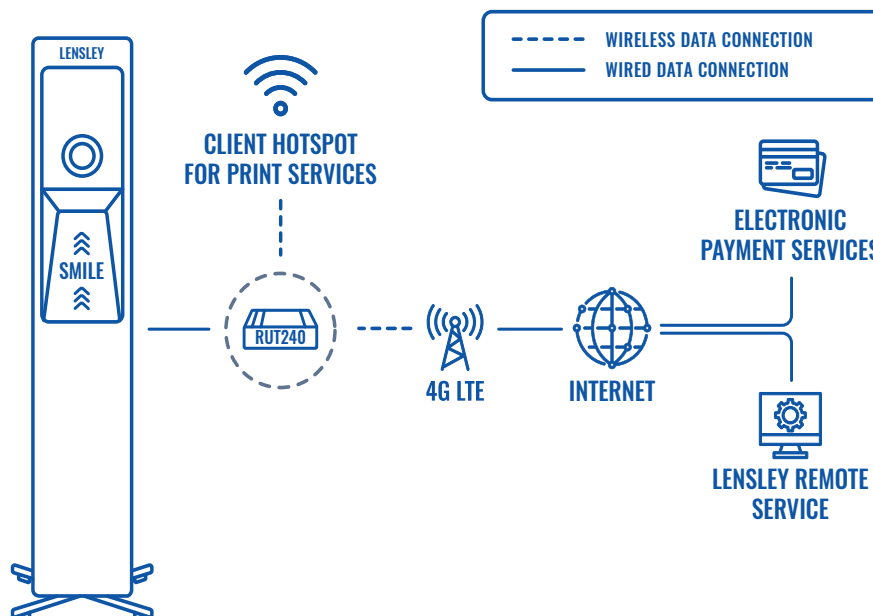 LENSLEY
SMILE
CLIENT HOTSPOT
FOR PRINT SERVICES
RUT240
4G LTE
INTERNET
WIRELESS DATA CONNECTION
WIRED DATA CONNECTION
ELECTRONIC
PAYMENT SERVICES
LENSLEY REMOTE
SERVICE